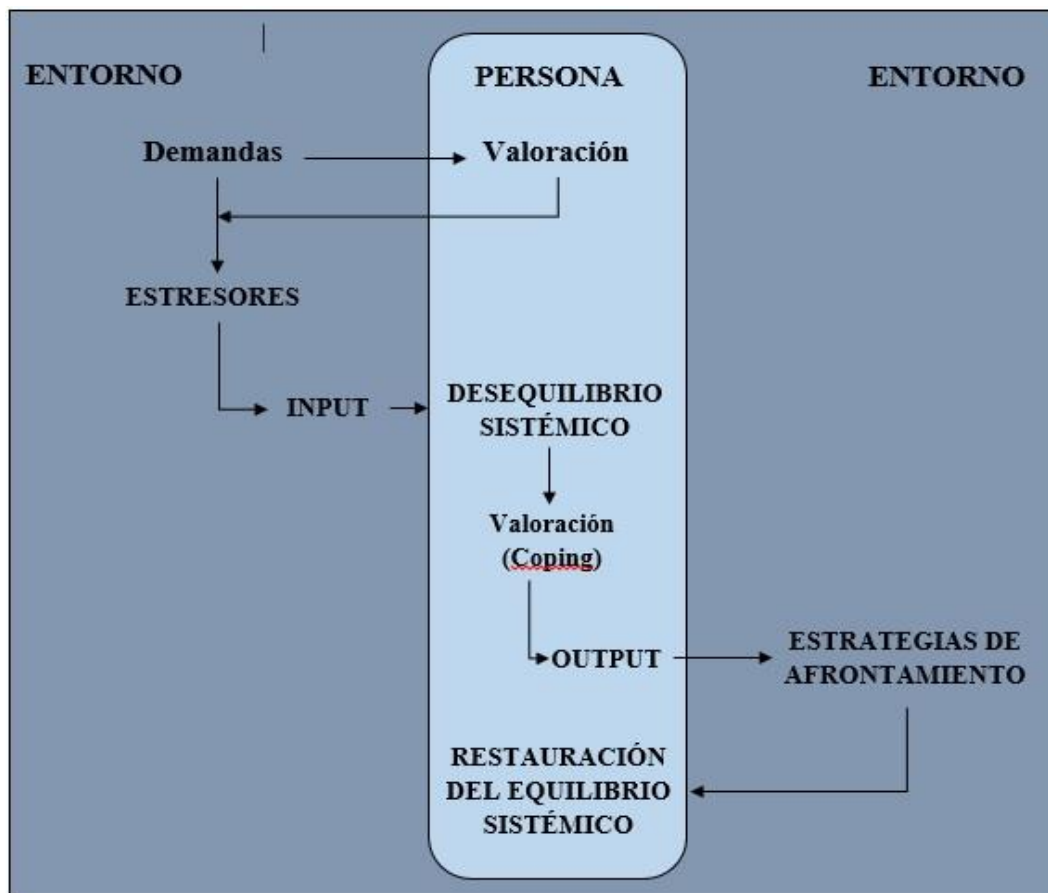 ENTORNO
PERSONA
ENTORNO
Demandas
Valoración
ESTRESORES
INPUT
DESEQUILIBRIO
SISTÉMICO
Valoración
(Coping)
OUTPUT
ESTRATEGIAS DE
AFRONTAMIENTO
RESTAURACIÓN
DEL EQUILIBRIO
SISTÉMICO